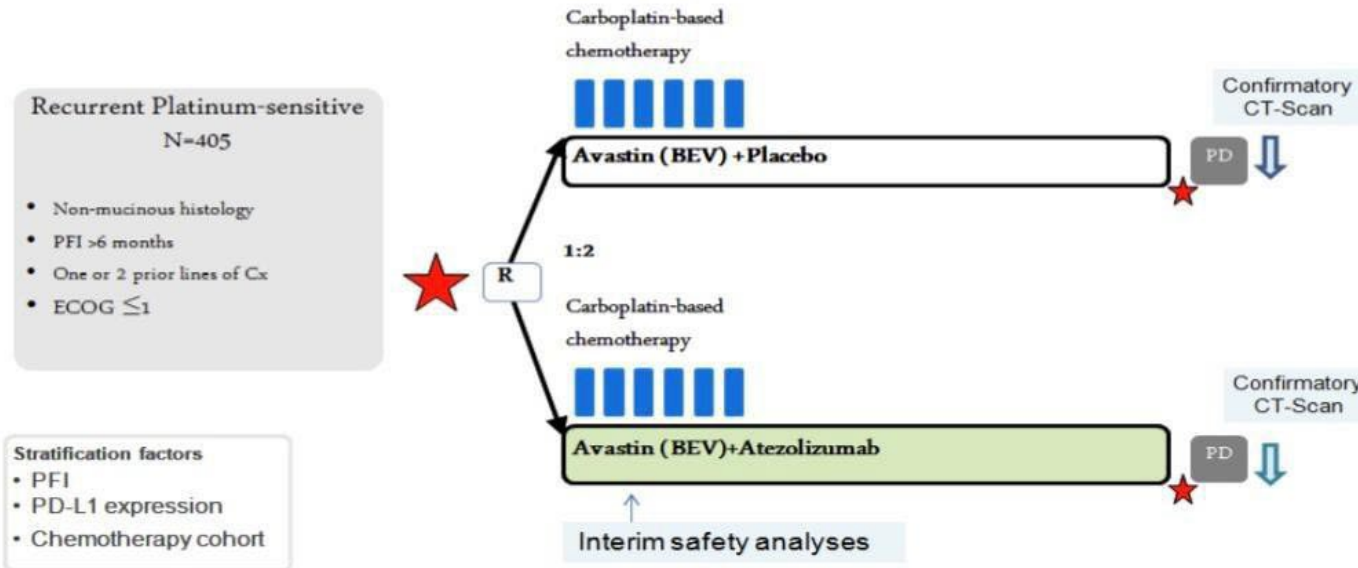 Recurrent Platinum-sensitive
N=405
• Non-mucinous histology
• PFI >6 months
• One or 2 prior lines of Cx
• ECOG ≤1
Stratification factors
• PFI
• PD-L1 expression
• Chemotherapy cohort
R
1:2
Carboplatin-based
chemotherapy
Avastin (BEV) +Placebo
PD
Confirmatory
CT-Scan
Carboplatin-based
chemotherapy
Avastin (BEV)+Atezolizumab
PD
Confirmatory
CT-Scan
Interim safety analyses